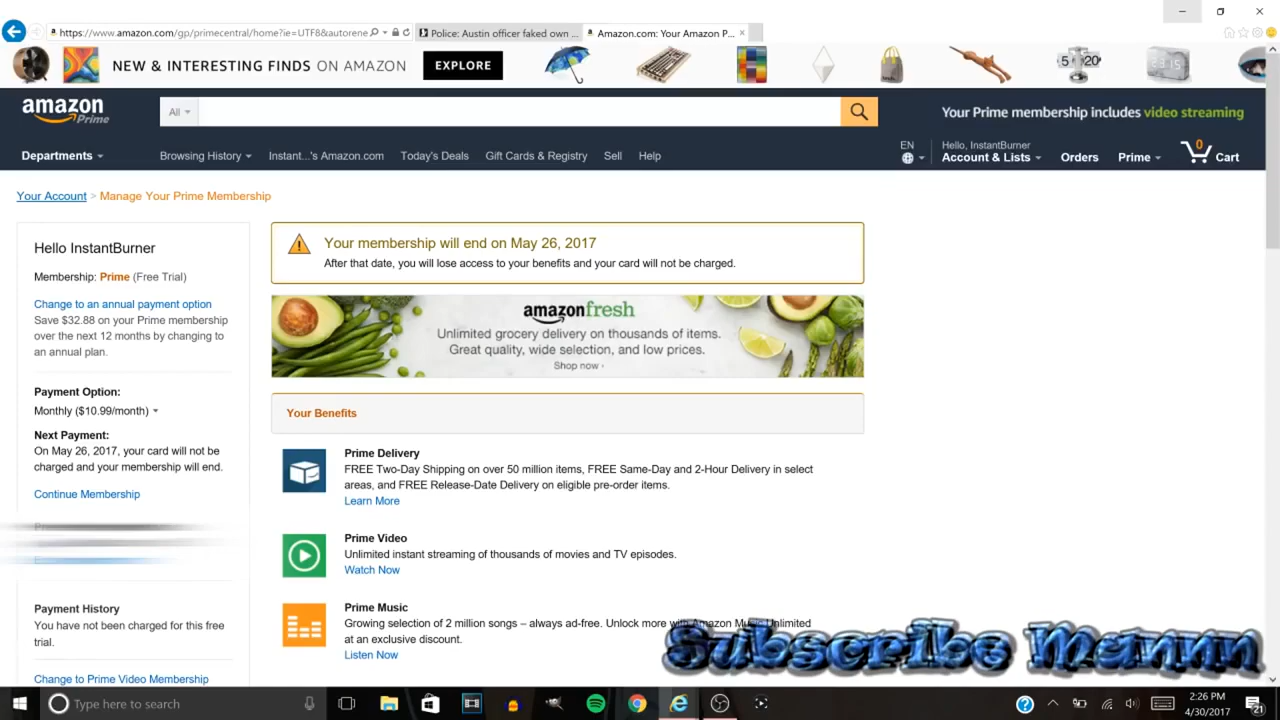 https://www.amazon.com/gp/primecentral/home?ie=UTF8&autorene
Police: Austin officer faked own ...
Amazon.com: Your Amazon P...
NEW & INTERESTING FINDS ON AMAZON
EXPLORE
amazon
Prime
All
Your Prime membership includes video streaming
Departments
Browsing History
Instant...'s Amazon.com
Today's Deals
Gift Cards & Registry
Sell
Help
EN
Hello, InstantBurner
Account & Lists
Orders
Prime
0
Cart
Your Account > Manage Your Prime Membership
Hello InstantBurner
Membership: Prime (Free Trial)
Change to an annual payment option
Save $32.88 on your Prime membership
over the next 12 months by changing to
an annual plan.
Payment Option:
Monthly ($10.99/month)
Next Payment:
On May 26, 2017, your card will not be
charged and your membership will end.
Continue Membership
Payment History
You have not been charged for this free
trial.
Change to Prime Video Membership
Your membership will end on May 26, 2017
After that date, you will lose access to your benefits and your card will not be charged.
amazonfresh
Unlimited grocery delivery on thousands of items.
Great quality, wide selection, and low prices.
Shop now ›
Your Benefits
Prime Delivery
FREE Two-Day Shipping on over 50 million items, FREE Same-Day and 2-Hour Delivery in select
areas, and FREE Release-Date Delivery on eligible pre-order items.
Learn More
Prime Video
Unlimited instant streaming of thousands of movies and TV episodes.
Watch Now
Prime Music
Growing selection of 2 million songs – always ad-free. Unlock more with Amazon Music Unlimited
at an exclusive discount.
Listen Now
Subscribe Mannn
Type here to search
2:26 PM
4/30/2017
21